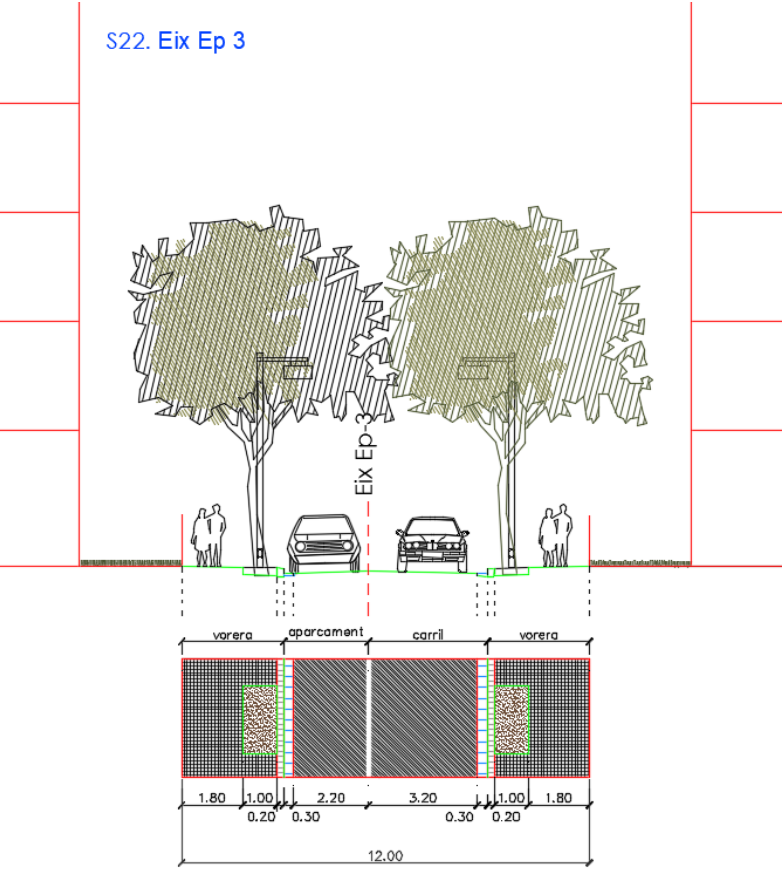 S22. Eix Ep 3
Eix Ep-3
vorera aparcament carril vorera
1.80 1.00 2.20 3.20 1.00 1.80
0.20 0.30 0.30 0.20
12.00